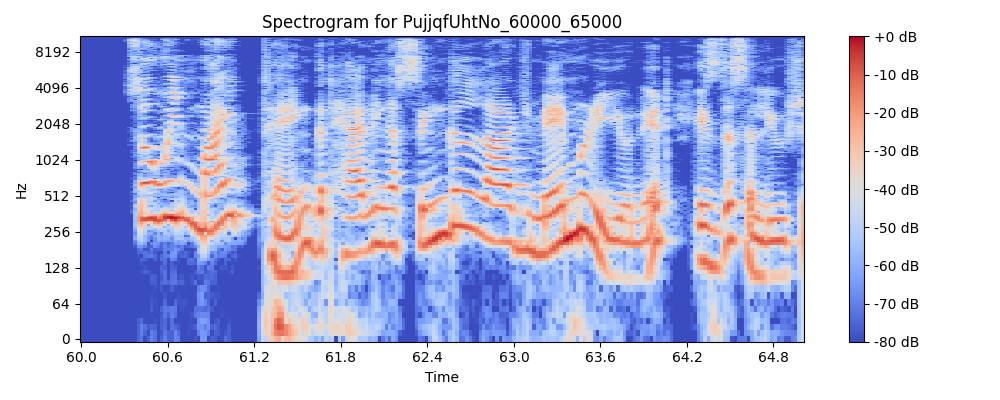 Spectrogram for PujjqfUhtNo_60000_65000
Hz
8192
4096
2048
1024
512
256
128
64
0
60.0 60.6 61.2 61.8 62.4 63.0 63.6 64.2 64.8
Time
+0 dB
-10 dB
-20 dB
-30 dB
-40 dB
-50 dB
-60 dB
-70 dB
-80 dB